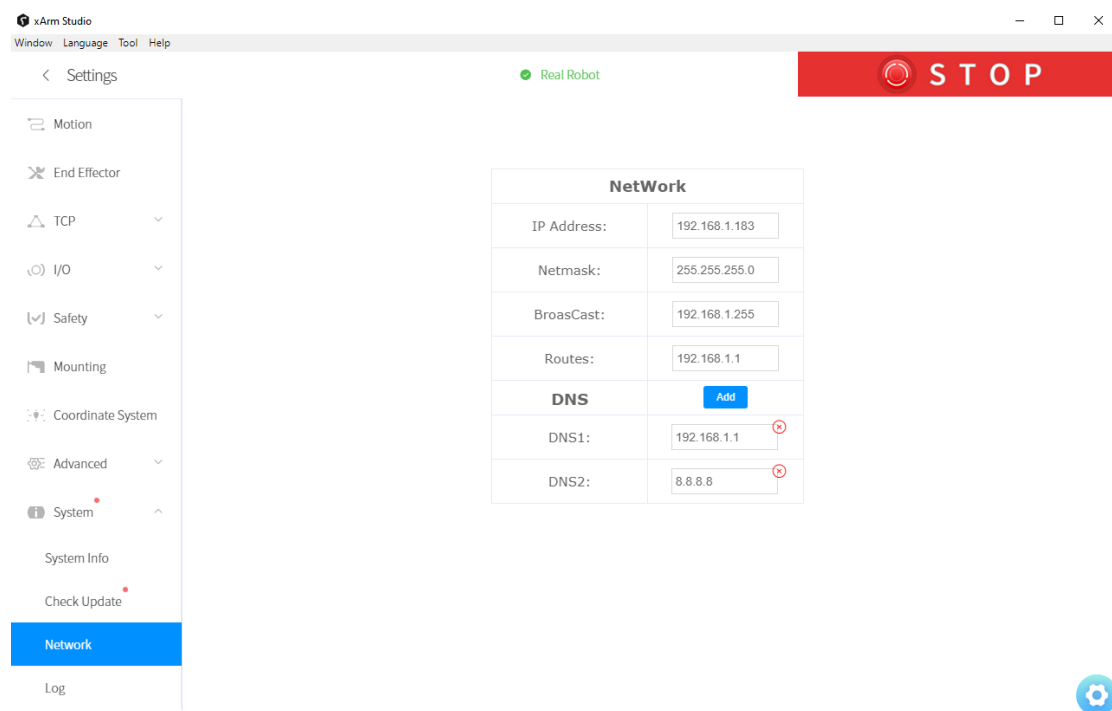 xArm Studio
Window Language Tool Help
Settings
Real Robot
STOP
Motion
End Effector
TCP
I/O
Safety
Mounting
Coordinate System
Advanced
System
System Info
Check Update
Network
Log
NetWork
IP Address: 192.168.1.183
Netmask: 255.255.255.0
BroasCast: 192.168.1.255
Routes: 192.168.1.1
DNS Add
DNS1: 192.168.1.1
DNS2: 8.8.8.8